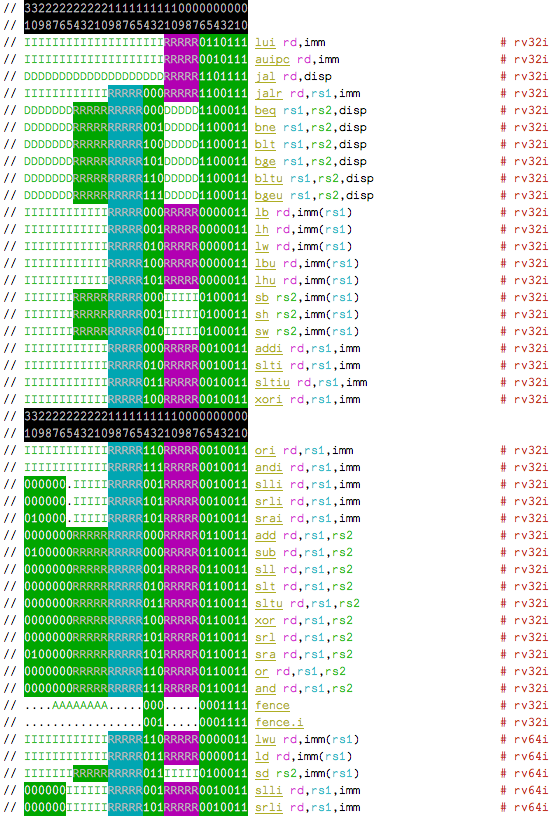 // 33222222222211111111110000000000
// 10987654321098765432109876543210
// IIIIIIIIIIIIIIIIIIIIRRRRR0110111 lui rd,imm # rv32i
// IIIIIIIIIIIIIIIIIIIIRRRRR0010111 auipc rd,imm # rv32i
// DDDDDDDDDDDDDDDDDDDDRRRRR1101111 jal rd,disp # rv32i
// IIIIIIIIIIIIRRRRR000RRRRR1100111 jalr rd,rs1,imm # rv32i
// DDDDDDDRRRRRRRRRR000DDDDD1100011 beq rs1,rs2,disp # rv32i
// DDDDDDDRRRRRRRRRR001DDDDD1100011 bne rs1,rs2,disp # rv32i
// DDDDDDDRRRRRRRRRR100DDDDD1100011 blt rs1,rs2,disp # rv32i
// DDDDDDDRRRRRRRRRR101DDDDD1100011 bge rs1,rs2,disp # rv32i
// DDDDDDDRRRRRRRRRR110DDDDD1100011 bltu rs1,rs2,disp # rv32i
// DDDDDDDRRRRRRRRRR111DDDDD1100011 bgeu rs1,rs2,disp # rv32i
// IIIIIIIIIIIIRRRRR000RRRRR0000011 lb rd,imm(rs1) # rv32i
// IIIIIIIIIIIIRRRRR001RRRRR0000011 lh rd,imm(rs1) # rv32i
// IIIIIIIIIIIIRRRRR010RRRRR0000011 lw rd,imm(rs1) # rv32i
// IIIIIIIIIIIIRRRRR100RRRRR0000011 lbu rd,imm(rs1) # rv32i
// IIIIIIIIIIIIRRRRR101RRRRR0000011 lhu rd,imm(rs1) # rv32i
// IIIIIIIRRRRRRRRRR000IIIII0100011 sb rs2,imm(rs1) # rv32i
// IIIIIIIRRRRRRRRRR001IIIII0100011 sh rs2,imm(rs1) # rv32i
// IIIIIIIRRRRRRRRRR010IIIII0100011 sw rs2,imm(rs1) # rv32i
// IIIIIIIIIIIIRRRRR000RRRRR0010011 addi rd,rs1,imm # rv32i
// IIIIIIIIIIIIRRRRR010RRRRR0010011 slti rd,rs1,imm # rv32i
// IIIIIIIIIIIIRRRRR011RRRRR0010011 sltiu rd,rs1,imm # rv32i
// IIIIIIIIIIIIRRRRR100RRRRR0010011 xori rd,rs1,imm # rv32i
// 33222222222211111111110000000000
// 10987654321098765432109876543210
// IIIIIIIIIIIIRRRRR110RRRRR0010011 ori rd,rs1,imm # rv32i
// IIIIIIIIIIIIRRRRR111RRRRR0010011 andi rd,rs1,imm # rv32i
// 000000.IIIIIRRRRR001RRRRR0010011 slli rd,rs1,imm # rv32i
// 000000.IIIIIRRRRR101RRRRR0010011 srli rd,rs1,imm # rv32i
// 010000.IIIIIRRRRR101RRRRR0010011 srai rd,rs1,imm # rv32i
// 0000000RRRRRRRRRR000RRRRR0110011 add rd,rs1,rs2 # rv32i
// 0100000RRRRRRRRRR000RRRRR0110011 sub rd,rs1,rs2 # rv32i
// 0000000RRRRRRRRRR001RRRRR0110011 sll rd,rs1,rs2 # rv32i
// 0000000RRRRRRRRRR010RRRRR0110011 slt rd,rs1,rs2 # rv32i
// 0000000RRRRRRRRRR011RRRRR0110011 sltu rd,rs1,rs2 # rv32i
// 0000000RRRRRRRRRR100RRRRR0110011 xor rd,rs1,rs2 # rv32i
// 0000000RRRRRRRRRR101RRRRR0110011 srl rd,rs1,rs2 # rv32i
// 0100000RRRRRRRRRR101RRRRR0110011 sra rd,rs1,rs2 # rv32i
// 0000000RRRRRRRRRR110RRRRR0110011 or rd,rs1,rs2 # rv32i
// 0000000RRRRRRRRRR111RRRRR0110011 and rd,rs1,rs2 # rv32i
// ....AAAAAAAA.....000.....0001111 fence # rv32i
// .................001.....0001111 fence.i # rv32i
// IIIIIIIIIIIIRRRRR110RRRRR0000011 lwu rd,imm(rs1) # rv64i
// IIIIIIIIIIIIRRRRR011RRRRR0000011 ld rd,imm(rs1) # rv64i
// IIIIIIIRRRRRRRRRR011IIIII0100011 sd rs2,imm(rs1) # rv64i
// 000000IIIIIIRRRRR001RRRRR0010011 slli rd,rs1,imm # rv64i
// 000000IIIIIIRRRRR101RRRRR0010011 srli rd,rs1,imm # rv64i